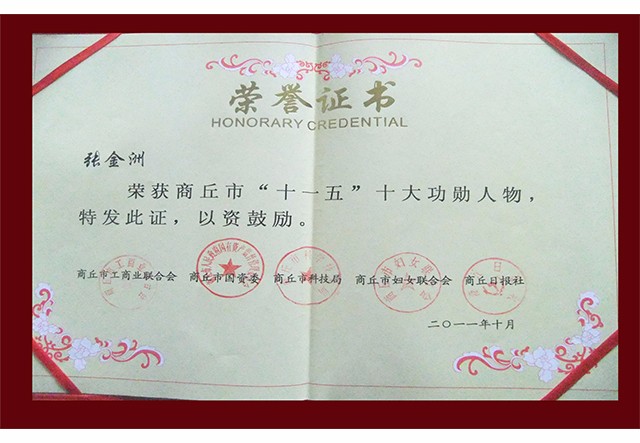 荣誉证书
HONORARY CREDENTIAL
张金洲
荣获商丘市“十一五”十大功勋人物，
特发此证，以资鼓励。
商丘市工商业联合会 商丘市国资委 商丘市科技局 商丘市妇女联合会 商丘日报社
二〇一一年十月